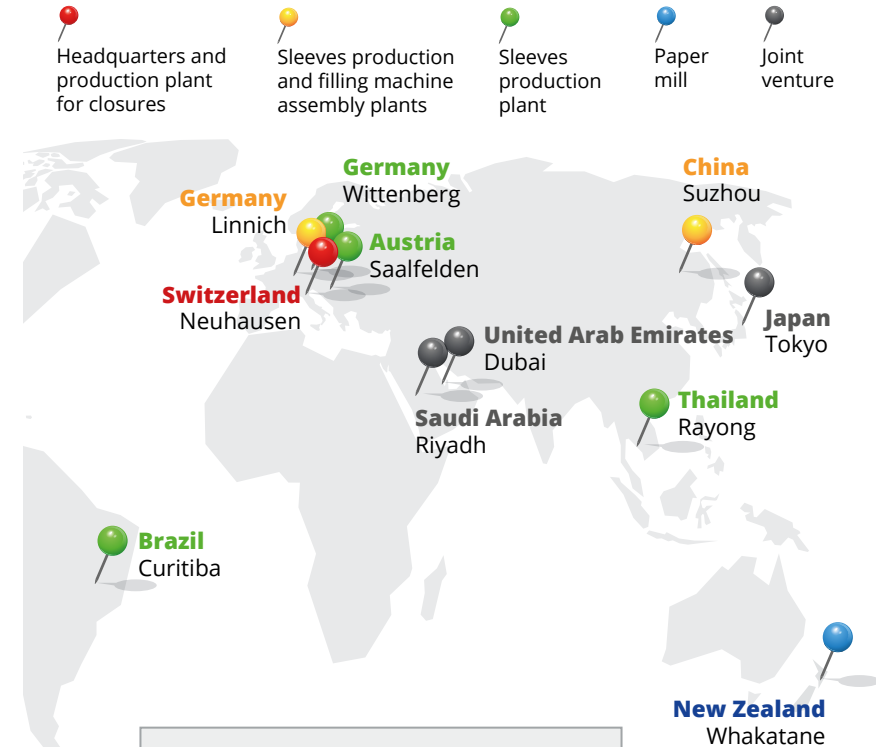 Headquarters and
production plant
for closures
Sleeves production
and filling machine
assembly plants
Sleeves
production
plant
Paper
mill
Joint
venture
Germany
Wittenberg
China
Suzhou
Germany
Linnich
Austria
Saalfelden
Switzerland
Neuhausen
United Arab Emirates
Dubai
Japan
Tokyo
Saudi Arabia
Riyadh
Thailand
Rayong
Brazil
Curitiba
New Zealand
Whakatane